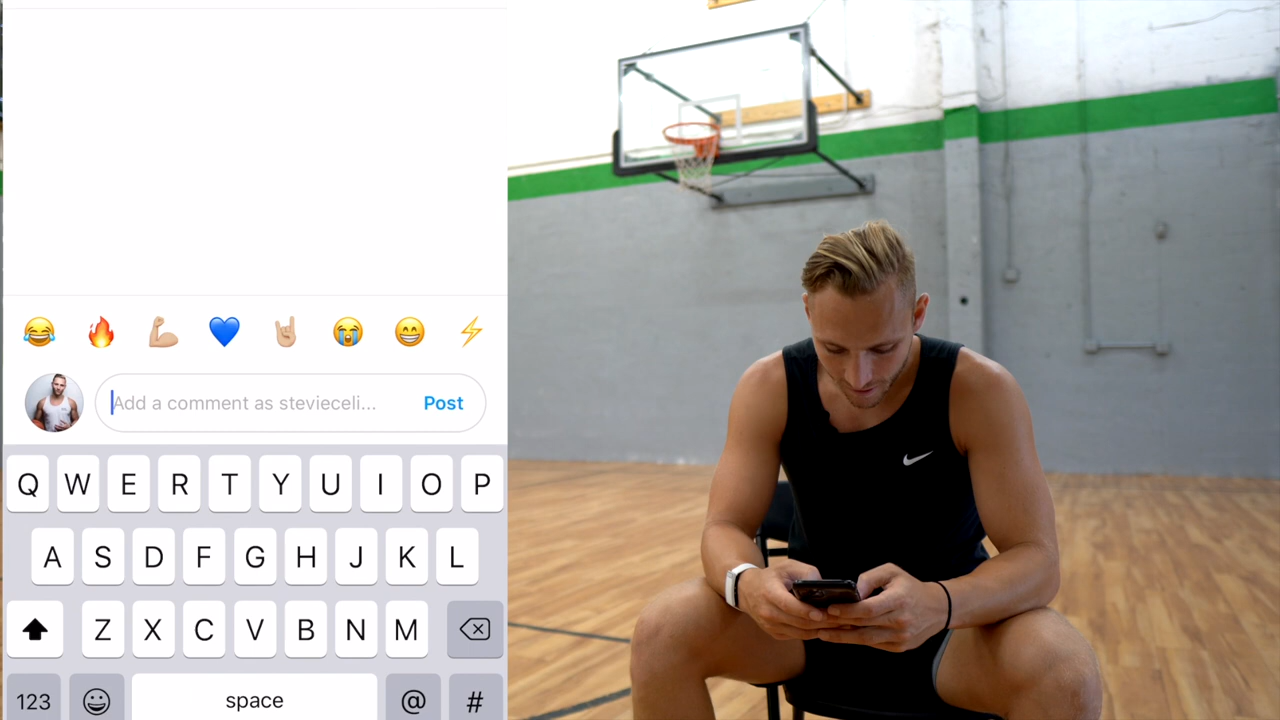 Add a comment as stevieceli...
Post
Q W E R T Y U I O P
A S D F G H J K L
Z X C V B N M
123 space @ #